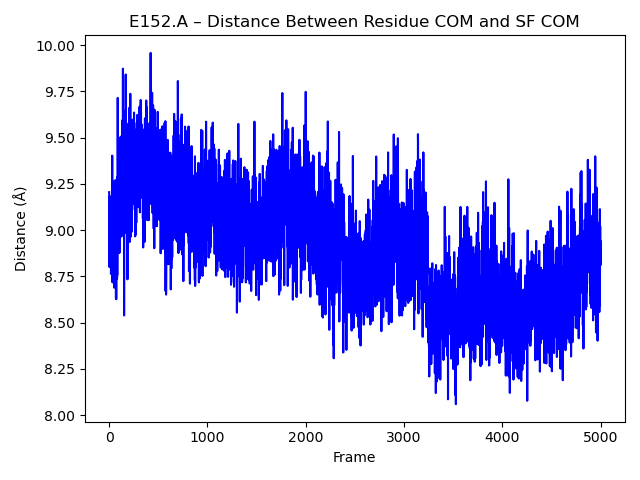 E152.A – Distance Between Residue COM and SF COM
10.00
9.75
9.50
9.25
9.00
8.75
8.50
8.25
8.00
Distance (Å)
0 1000 2000 3000 4000 5000
Frame